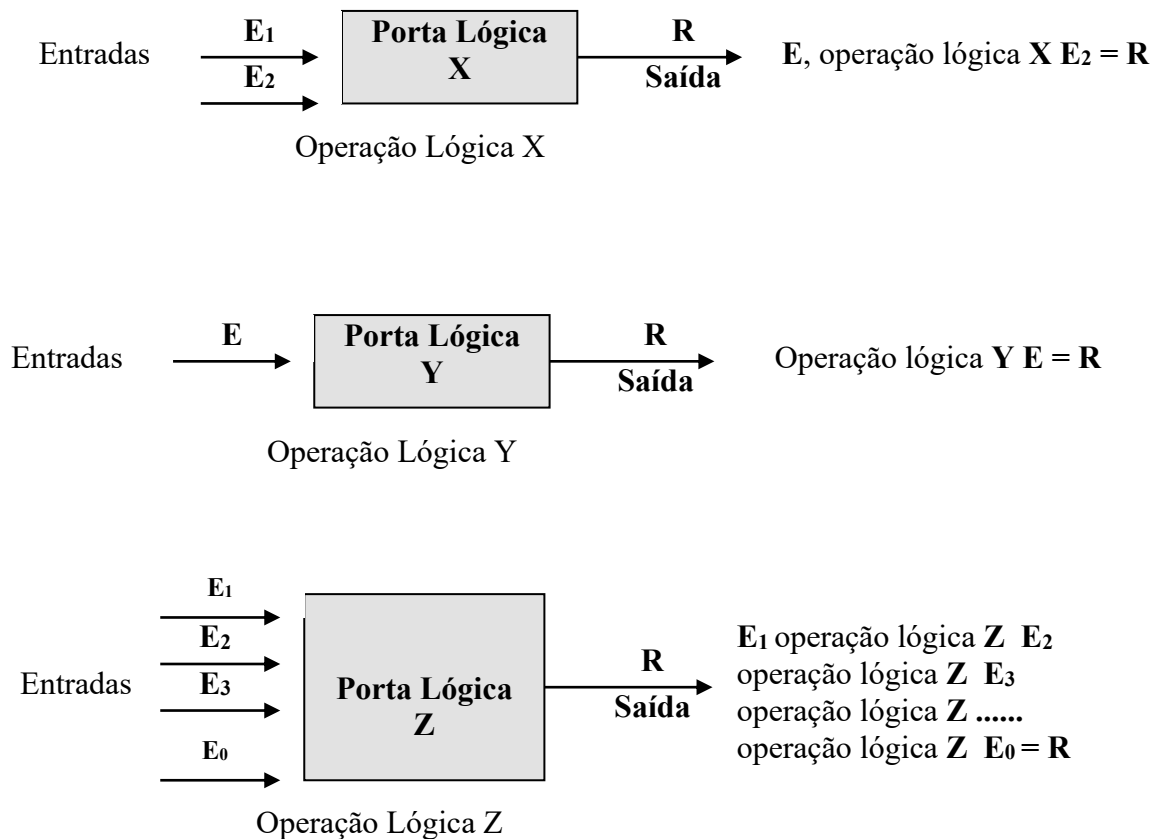 E₁
Porta Lógica
R
Entradas
E, operação lógica X E₂ = R
E₂
X
Saída
Operação Lógica X
E
Porta Lógica
R
Entradas
Operação lógica Y E = R
Y
Saída
Operação Lógica Y
E₁
E₂
E₁ operação lógica Z E₂
R
operação lógica Z E₃
Entradas
E₃
Porta Lógica
Saída
operação lógica Z ......
Z
E₀
operação lógica Z E₀ = R
Operação Lógica Z